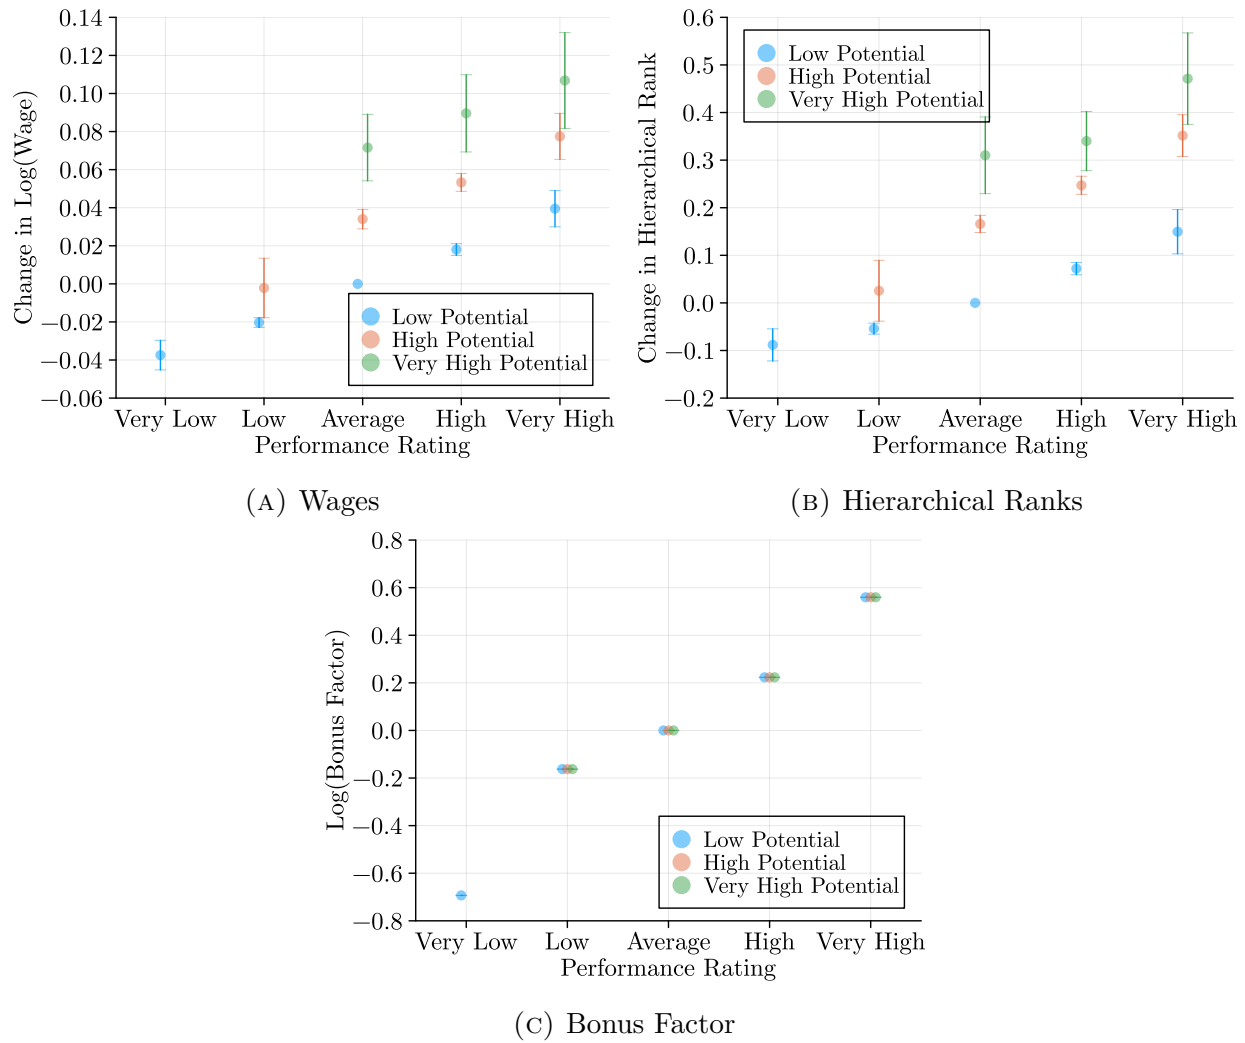 0.14
0.12
0.10
0.08
0.06
0.04
0.02
0.00
−0.02
−0.04
−0.06
Change in Log(Wage)
Low Potential
High Potential
Very High Potential
Very Low Low Average High Very High
Performance Rating
(A) Wages
0.6
0.5
0.4
0.3
0.2
0.1
0.0
−0.1
−0.2
Change in Hierarchical Rank
Low Potential
High Potential
Very High Potential
Very Low Low Average High Very High
Performance Rating
(B) Hierarchical Ranks
0.8
0.6
0.4
0.2
0.0
−0.2
−0.4
−0.6
−0.8
Log(Bonus Factor)
Low Potential
High Potential
Very High Potential
Very Low Low Average High Very High
Performance Rating
(C) Bonus Factor